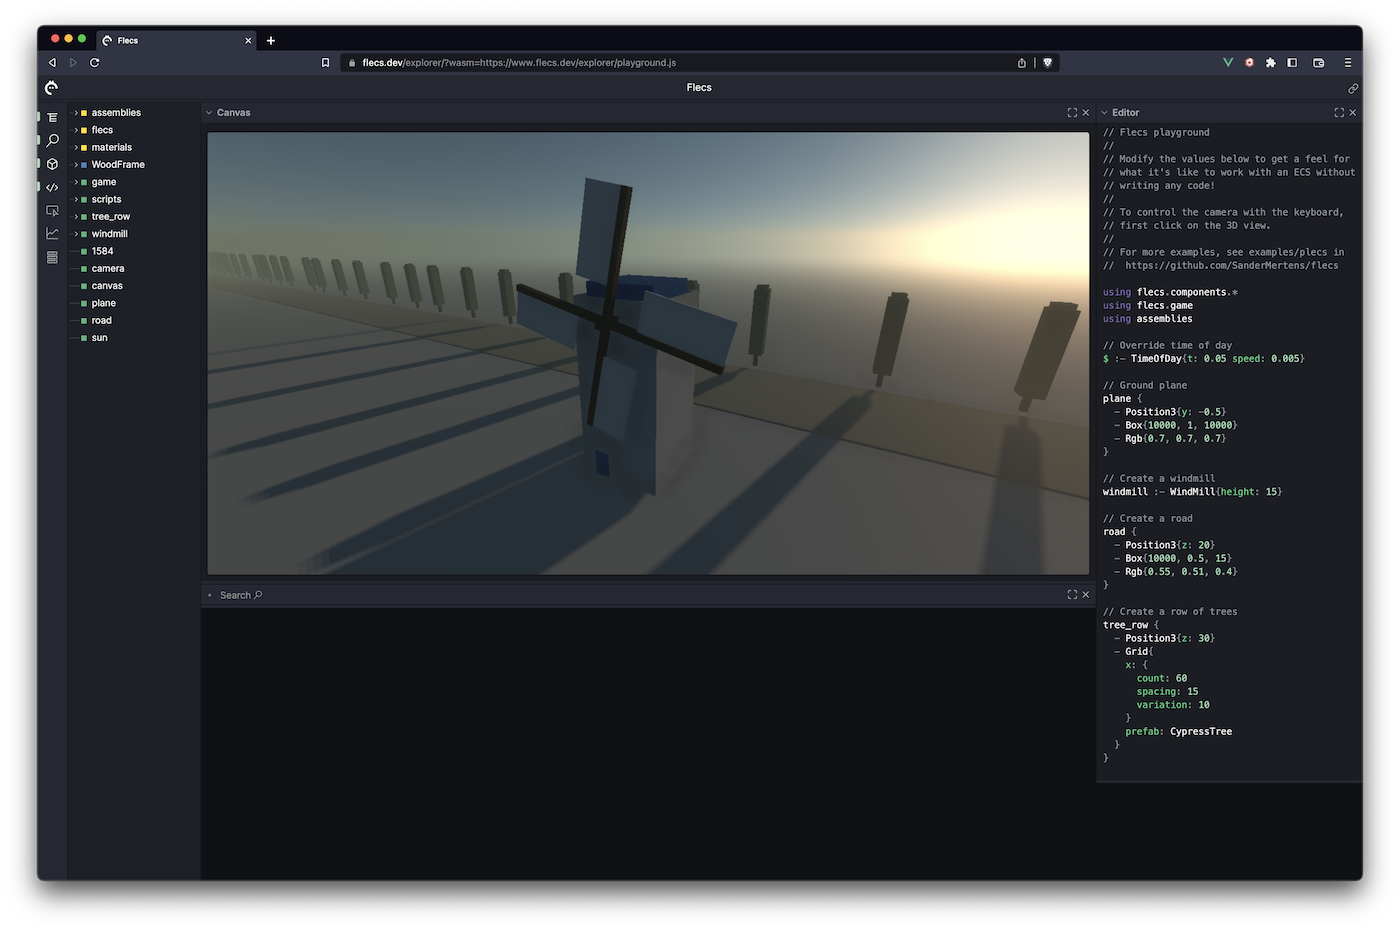 Flecs
flecs.dev/explorer/?wasm=https://www.flecs.dev/explorer/playground.js
Flecs
assemblies
flecs
materials
WoodFrame
game
scripts
tree_row
windmill
1584
camera
canvas
plane
road
sun
Canvas
Search
Editor
// Flecs playground
//
// Modify the values below to get a feel for
// what it's like to work with an ECS without
// writing any code!
//
// To control the camera with the keyboard,
// first click on the 3D view.
//
// For more examples, see examples/plecs in
//  https://github.com/SanderMertens/flecs
using flecs.components.*
using flecs.game
using assemblies
// Override time of day
$ :- TimeOfDay{t: 0.05 speed: 0.005}
// Ground plane
plane {
- Position3{y: -0.5}
- Box{10000, 1, 10000}
- Rgb{0.7, 0.7, 0.7}
}
// Create a windmill
windmill :- WindMill{height: 15}
// Create a road
road {
- Position3{z: 20}
- Box{10000, 0.5, 15}
- Rgb{0.55, 0.51, 0.4}
}
// Create a row of trees
tree_row {
- Position3{z: 30}
- Grid{
x: {
count: 60
spacing: 15
variation: 10
}
prefab: CypressTree
}
}